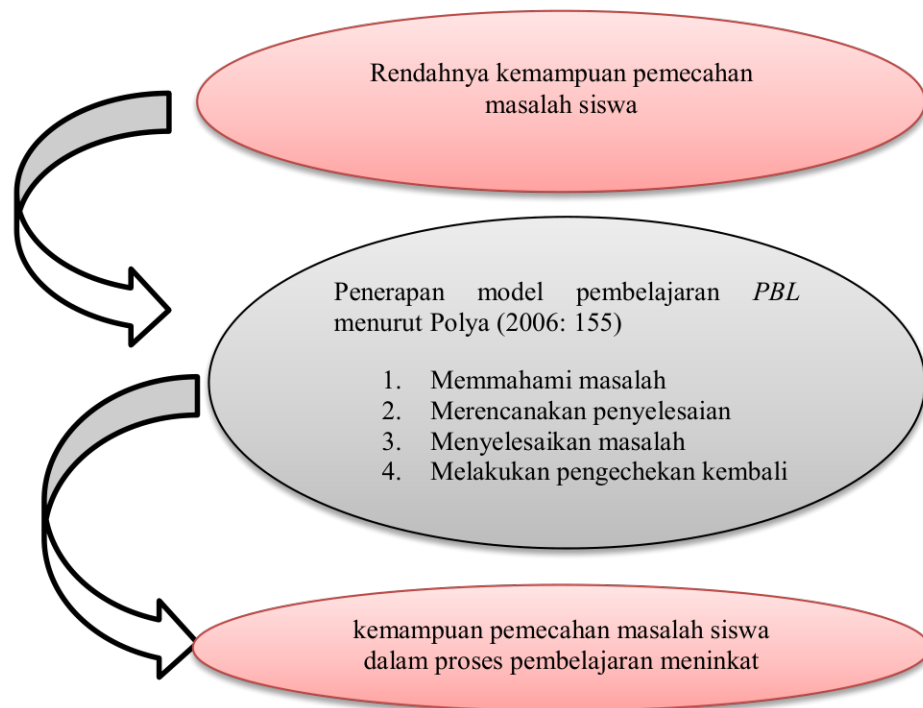 Rendahnya kemampuan pemecahan
masalah siswa
Penerapan model pembelajaran PBL
menurut Polya (2006: 155)
1. Memmahami masalah
2. Merencanakan penyelesaian
3. Menyelesaikan masalah
4. Melakukan pengechekan kembali
kemampuan pemecahan masalah siswa
dalam proses pembelajaran meninkat